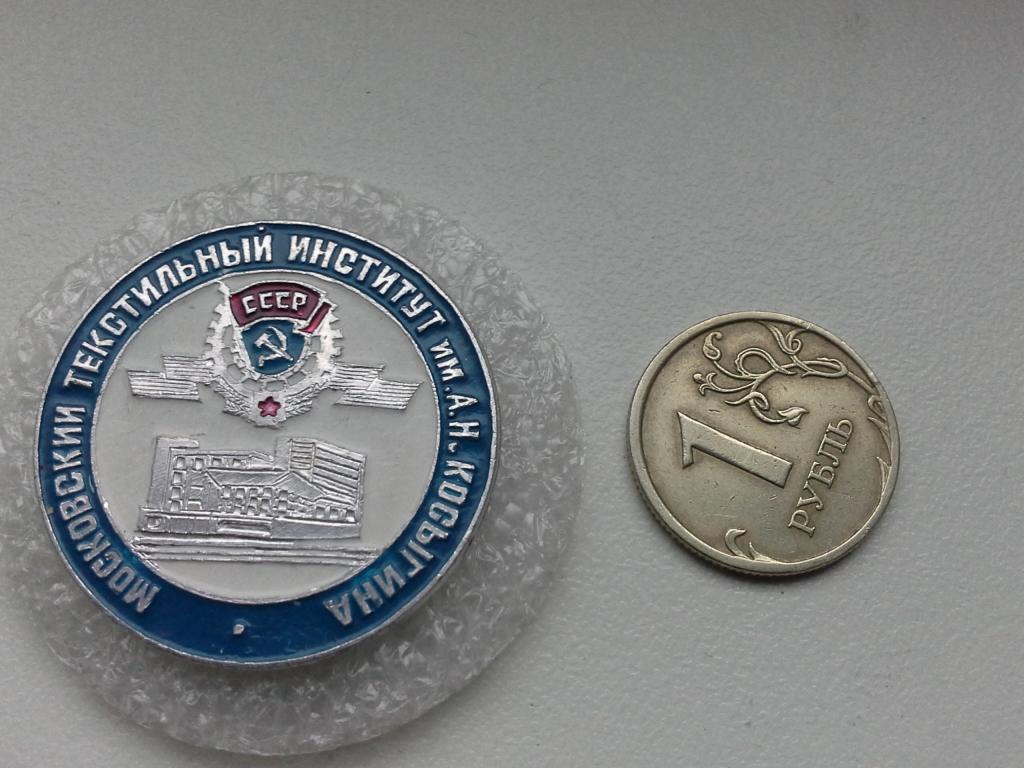 МОСКОВСКИЙ ТЕКСТИЛЬНЫЙ ИНСТИТУТ ИМ. А.Н. КОСЫГИНА
СССР
1
РУБЛЬ